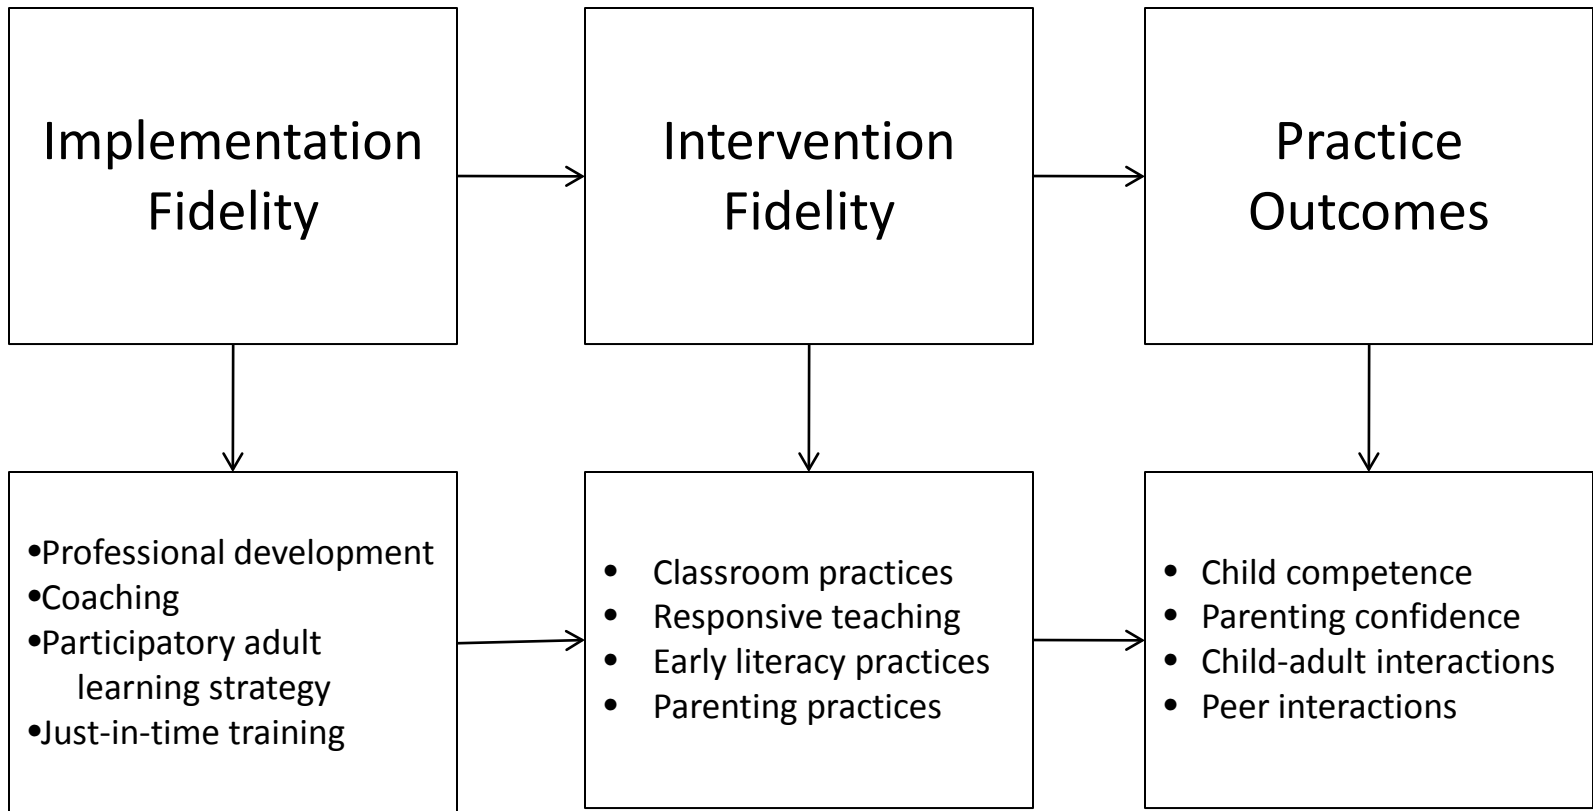 Implementation
Fidelity
Intervention
Fidelity
Practice
Outcomes
•Professional development
•Coaching
•Participatory adult
learning strategy
•Just-in-time training
• Classroom practices
• Responsive teaching
• Early literacy practices
• Parenting practices
• Child competence
• Parenting confidence
• Child-adult interactions
• Peer interactions